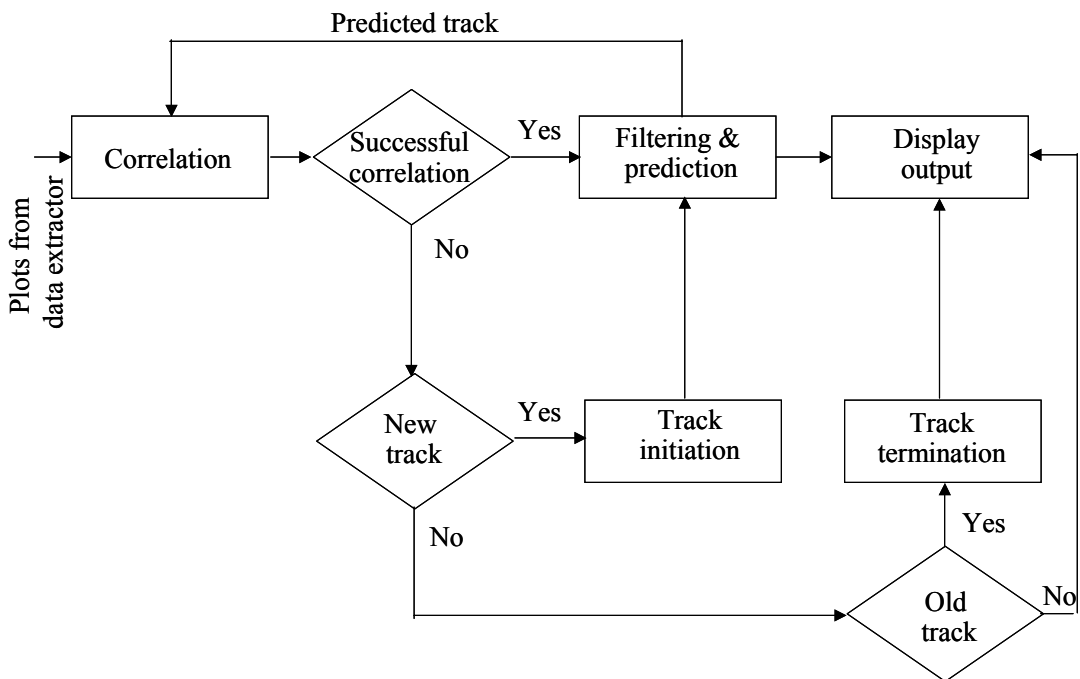 Predicted track
Correlation
Successful
correlation
Yes
Filtering &
prediction
Display
output
Plots from
data extractor
No
New
track
Yes
Track
initiation
Track
termination
No
Yes
Old
track
No